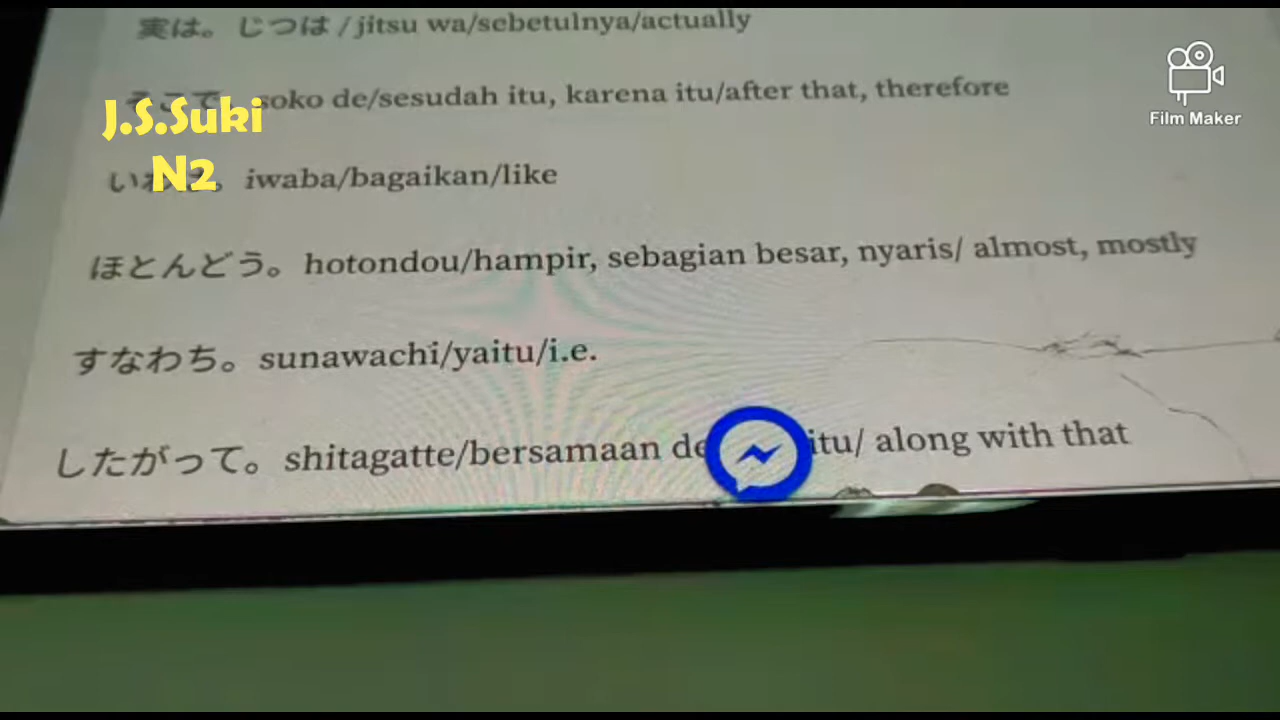 実は。じつは / jitsu wa/sebetulnya/actually
soko de/sesudah itu, karena itu/after that, therefore
J.S.Suki
N2
iwaba/bagaikan/like
ほとんどう。hotondou/hampir, sebagian besar, nyaris/ almost, mostly
すなわち。sunawachi/yaitu/i.e.
したがって。shitagatte/bersamaan itu/ along with that
Film Maker